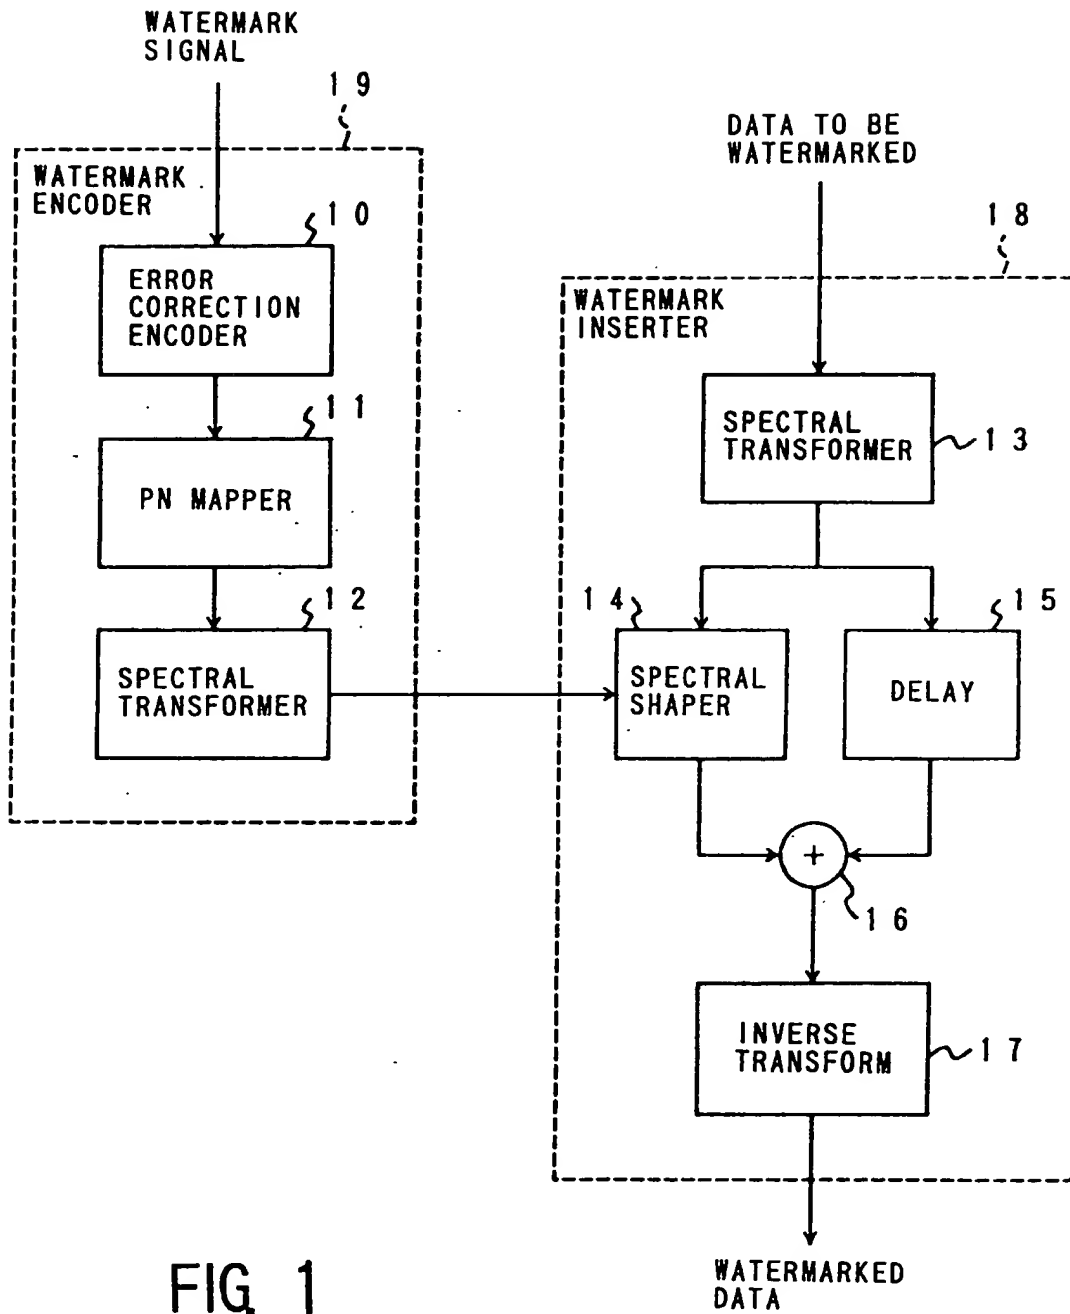 WATERMARK
SIGNAL
19
WATERMARK
ENCODER
10
ERROR
CORRECTION
ENCODER
11
PN MAPPER
12
SPECTRAL
TRANSFORMER
DATA TO BE
WATERMARKED
18
WATERMARK
INSERTER
SPECTRAL
TRANSFORMER
13
14
SPECTRAL
SHAPER
15
DELAY
+
16
INVERSE
TRANSFORM
17
WATERMARKED
DATA
FIG. 1